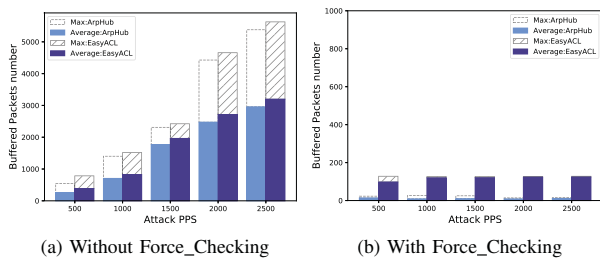 Max:ArpHub
Average:ArpHub
Max:EasyACL
Average:EasyACL
Buffered Packets number
5000
4000
3000
2000
1000
0
500 1000 1500 2000 2500
Attack PPS
(a) Without Force_Checking
Max:ArpHub
Average:ArpHub
Max:EasyACL
Average:EasyACL
Buffered Packets number
1000
800
600
400
200
0
500 1000 1500 2000 2500
Attack PPS
(b) With Force_Checking